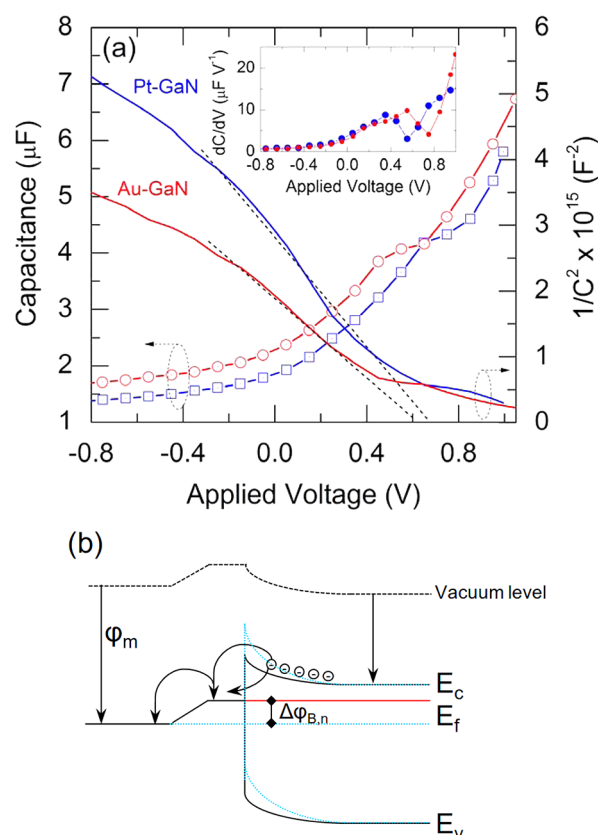 (a)
Pt-GaN
Au-GaN
8
7
6
5
4
3
2
1
Capacitance (μF)
6
5
4
3
2
1
0
1/C² x 10¹⁵ (F⁻²)
-0.8
-0.4
0.0
0.4
0.8
Applied Voltage (V)
20
10
0
dC/dV (μF V⁻¹)
-0.8
-0.4
0.0
0.4
0.8
Applied Voltage (V)
(b)
Vacuum level
φm
Ec
Ef
ΔφB,n
Ev